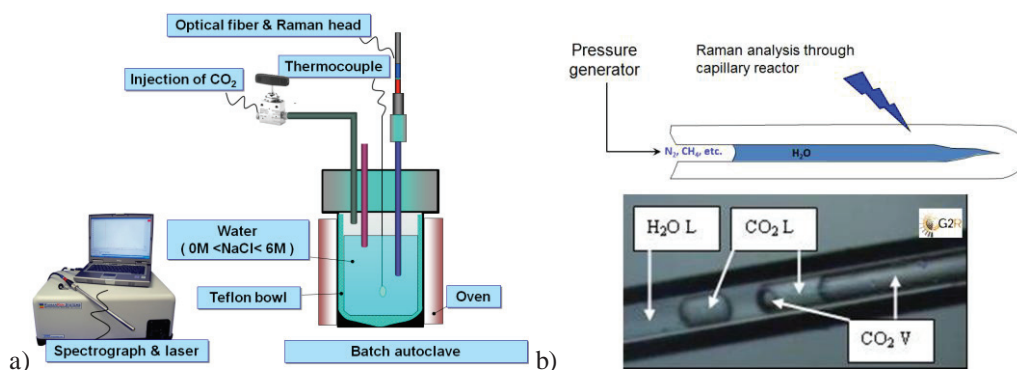 Optical fiber & Raman head
Thermocouple
Injection of CO₂
Water
( 0M <NaCl< 6M )
Teflon bowl
Oven
Spectrograph & laser
Batch autoclave
a)
Pressure
generator
Raman analysis through
capillary reactor
N₂, CH₄, etc.
H₂O
H₂O L
CO₂ L
G2R
CO₂ V
b)